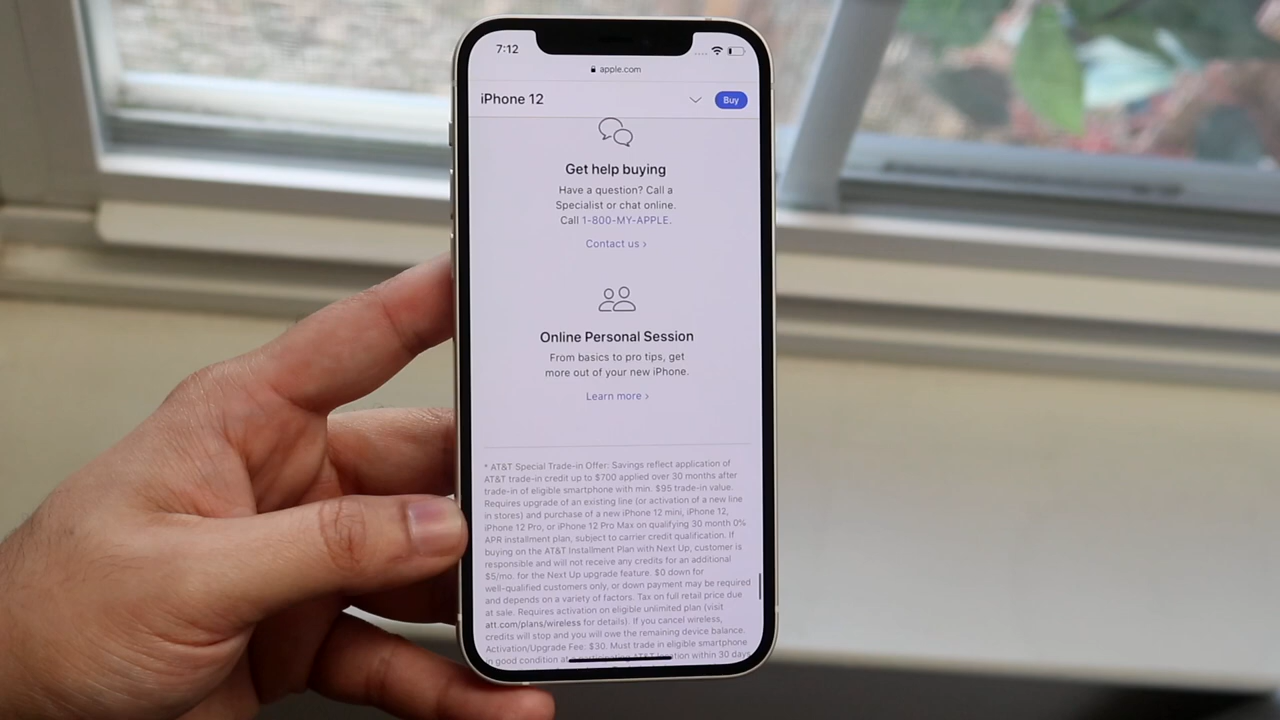 7:12
apple.com
iPhone 12
Buy
Get help buying
Have a question? Call a
Specialist or chat online.
Call 1-800-MY-APPLE.
Contact us ›
Online Personal Session
From basics to pro tips, get
more out of your new iPhone.
Learn more ›
* AT&T Special Trade-in Offer: Savings reflect application of
AT&T trade-in credit up to $700 applied over 30 months after
trade-in of eligible smartphone with min. $95 trade-in value.
Requires upgrade of an existing line (or activation of a new line
in stores) and purchase of a new iPhone 12 mini, iPhone 12,
iPhone 12 Pro, or iPhone 12 Pro Max on qualifying 30 month 0%
APR installment plan, subject to carrier credit qualification. If
buying on the AT&T Installment Plan with Next Up, customer is
responsible and will not receive any credits for an additional
$5/mo. for the Next Up upgrade feature. $0 down for
well-qualified customers only, or down payment may be required
and depends on a variety of factors. Tax on full retail price due
at sale. Requires activation on eligible unlimited plan (visit
att.com/plans/wireless for details). If you cancel wireless,
credits will stop and you will owe the remaining device balance.
Activation/Upgrade Fee: $30. Must trade in eligible smartphone
in good condition at a participating AT&T location within 30 days